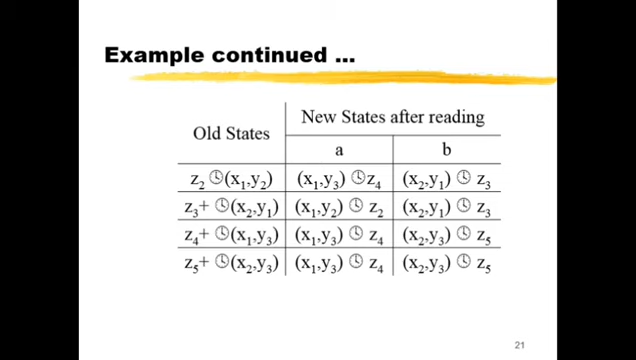 Example continued ...
Old States
New States after reading
a
b
z₂ 🕓(x₁,y₂) (x₁,y₃) 🕓z₄ (x₂,y₁) 🕓 z₃
z₃+ 🕓(x₂,y₁) (x₁,y₂) 🕓 z₂ (x₂,y₁) 🕓 z₃
z₄+ 🕓(x₁,y₃) (x₁,y₃) 🕓 z₄ (x₂,y₃) 🕓 z₅
z₅+ 🕓(x₂,y₃) (x₁,y₃) 🕓 z₄ (x₂,y₃) 🕓 z₅
21